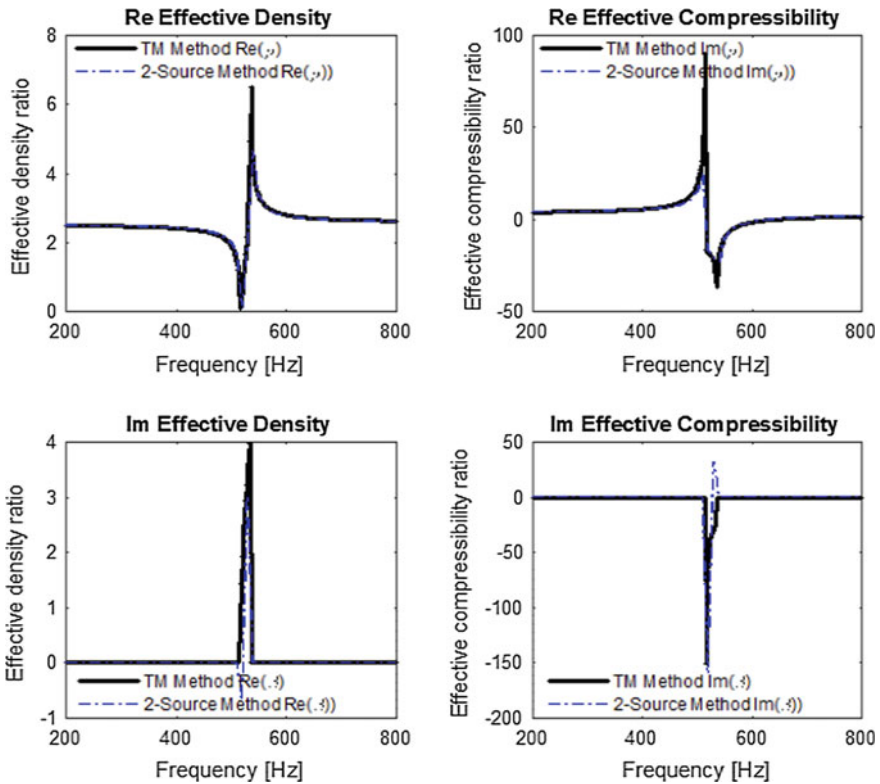 Re Effective Density
8
6
4
2
0
200 400 600 800
Effective density ratio
Frequency [Hz]
TM Method Re(
2-Source Method Re(
Re Effective Compressibility
100
50
0
-50
200 400 600 800
Effective compressibility ratio
Frequency [Hz]
TM Method Im(
2-Source Method Im(
Im Effective Density
4
3
2
1
0
-1
200 400 600 800
Effective density ratio
Frequency [Hz]
TM Method Re(
2-Source Method Re(
Im Effective Compressibility
50
0
-50
-100
-150
-200
200 400 600 800
Effective compressibility ratio
Frequency [Hz]
TM Method Im(
2-Source Method Im(